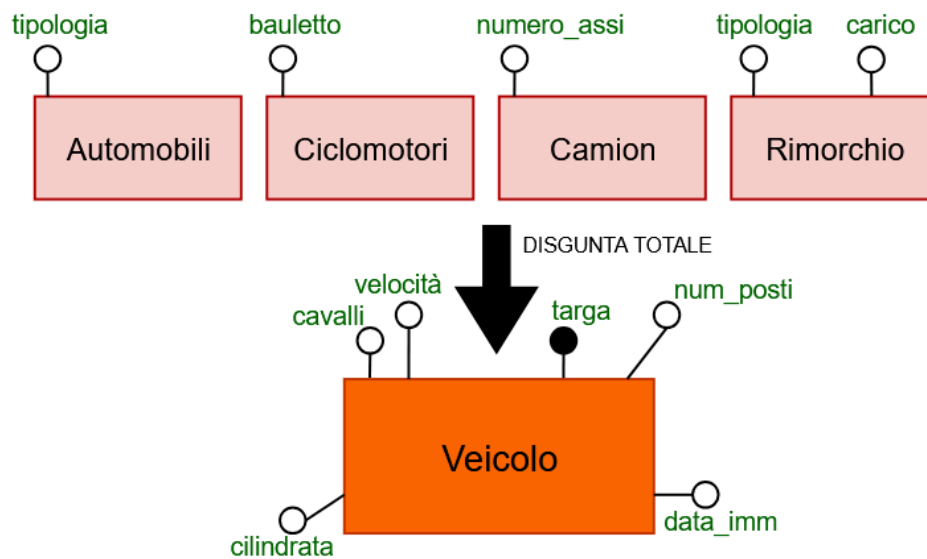 tipologia
bauletto
numero_assi
tipologia
carico
Automobili
Ciclomotori
Camion
Rimorchio
DISGUNTA TOTALE
velocità
num_posti
cavalli
targa
Veicolo
data_imm
cilindrata